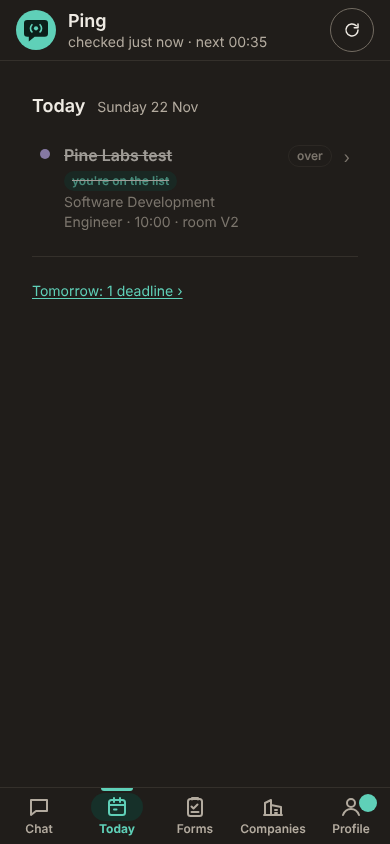 Ping
checked just now · next 00:35
Today Sunday 22 Nov
Pine Labs test over ›
you're on the list
Software Development
Engineer · 10:00 · room V2
Tomorrow: 1 deadline ›
Chat Today Forms Companies Profile